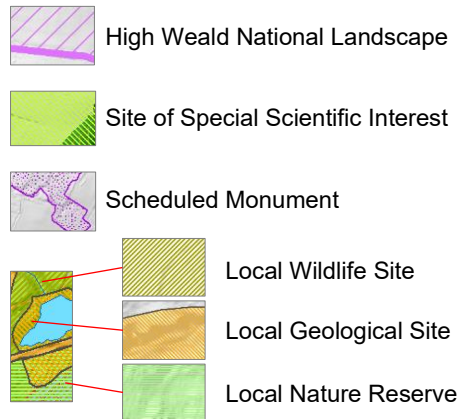 High Weald National Landscape
Site of Special Scientific Interest
Scheduled Monument
Local Wildlife Site
Local Geological Site
Local Nature Reserve